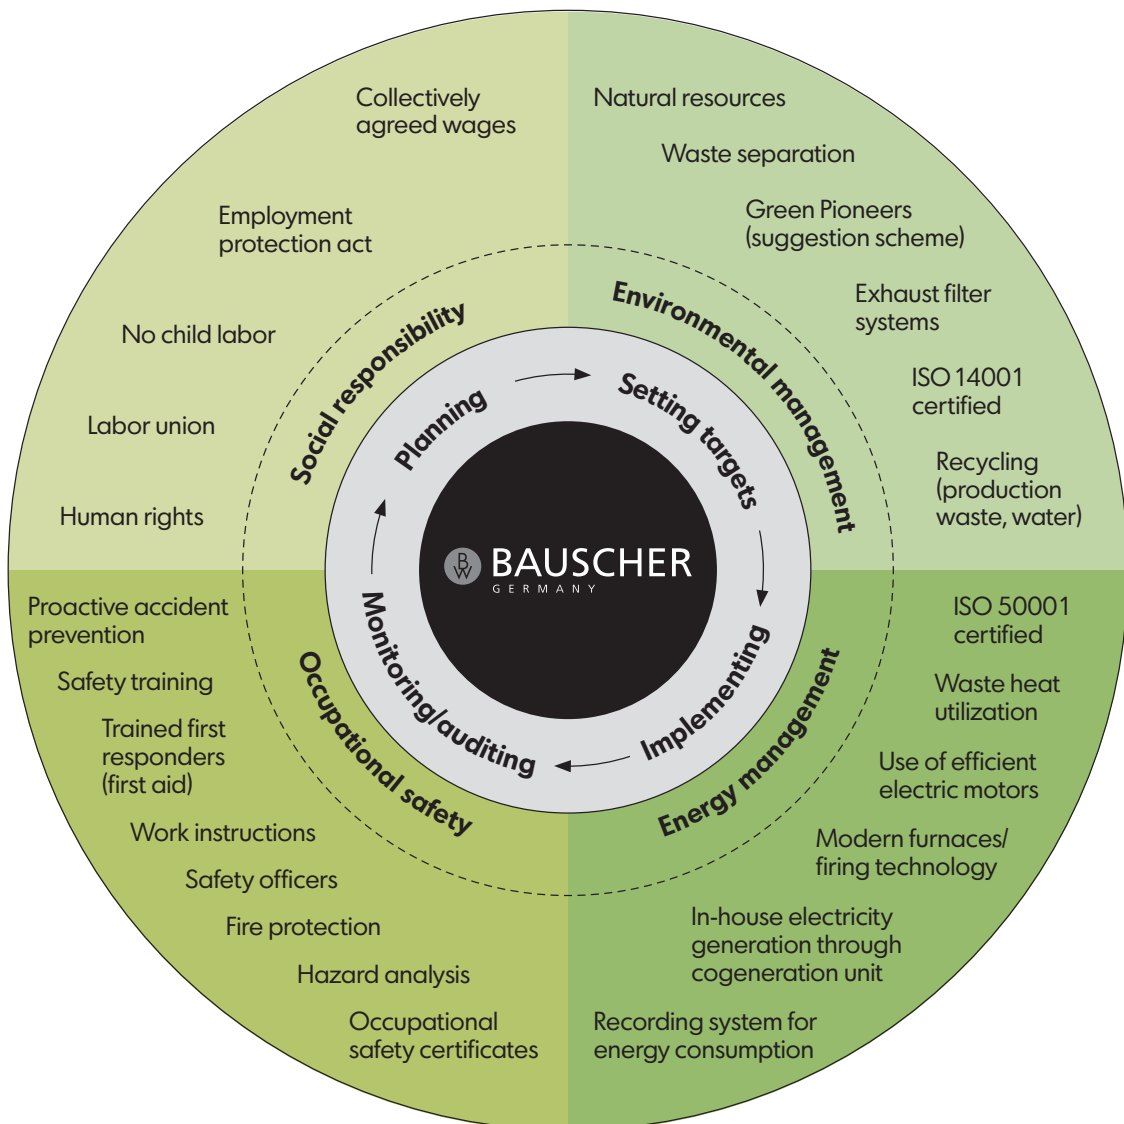 Collectively
agreed wages
Employment
protection act
No child labor
Labor union
Human rights
Social responsibility
Natural resources
Waste separation
Green Pioneers
(suggestion scheme)
Exhaust filter
systems
ISO 14001
certified
Recycling
(production
waste, water)
Environmental management
Planning
Setting targets
Implementing
Monitoring/auditing
BW
BAUSCHER
GERMANY
Proactive accident
prevention
Safety training
Trained first
responders
(first aid)
Work instructions
Safety officers
Fire protection
Hazard analysis
Occupational
safety certificates
Occupational safety
ISO 50001
certified
Waste heat
utilization
Use of efficient
electric motors
Modern furnaces/
firing technology
In-house electricity
generation through
cogeneration unit
Recording system for
energy consumption
Energy management